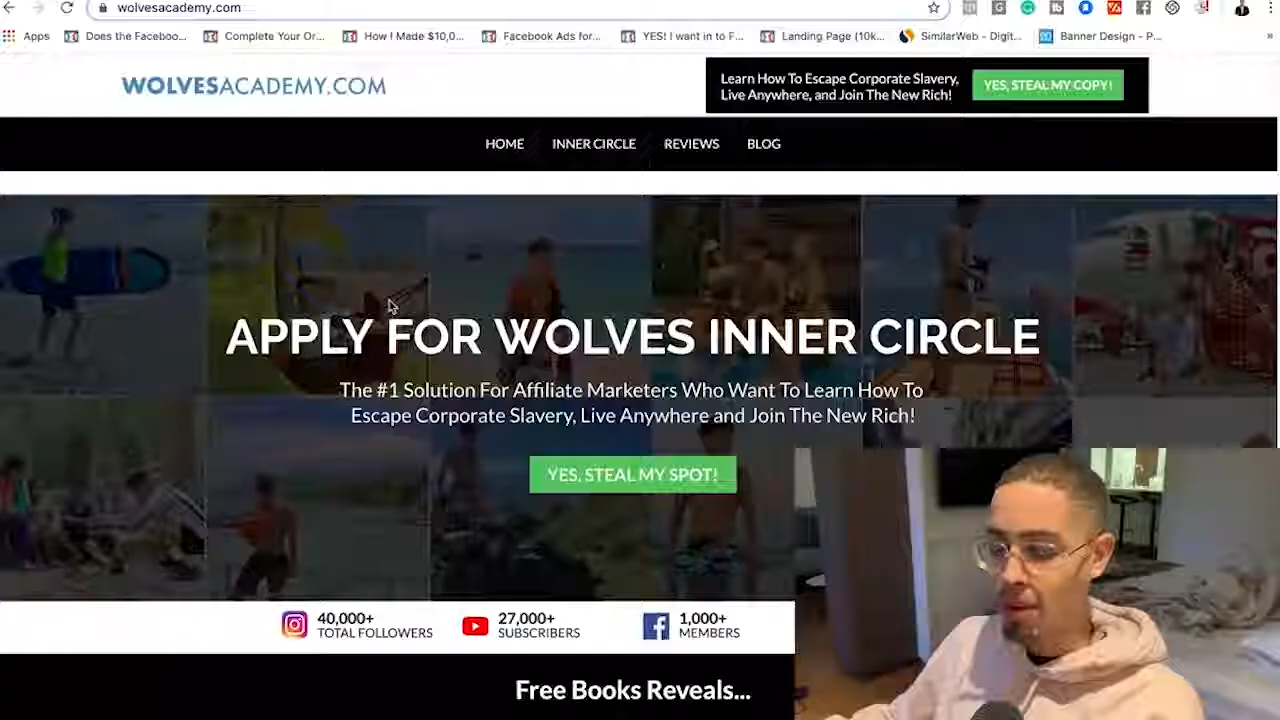 wolvesacademy.com
Apps
Does the Faceboo...
Complete Your Or...
How I Made $10,0...
Facebook Ads for...
YES! I want in to F...
Landing Page (10k...
SimilarWeb - Digit...
Banner Design - P...
»
WOLVESACADEMY.COM
Learn How To Escape Corporate Slavery,
Live Anywhere, and Join The New Rich!
YES, STEAL MY COPY!
HOME
INNER CIRCLE
REVIEWS
BLOG
APPLY FOR WOLVES INNER CIRCLE
The #1 Solution For Affiliate Marketers Who Want To Learn How To
Escape Corporate Slavery, Live Anywhere and Join The New Rich!
YES, STEAL MY SPOT!
40,000+
TOTAL FOLLOWERS
27,000+
SUBSCRIBERS
1,000+
MEMBERS
Free Books Reveals...